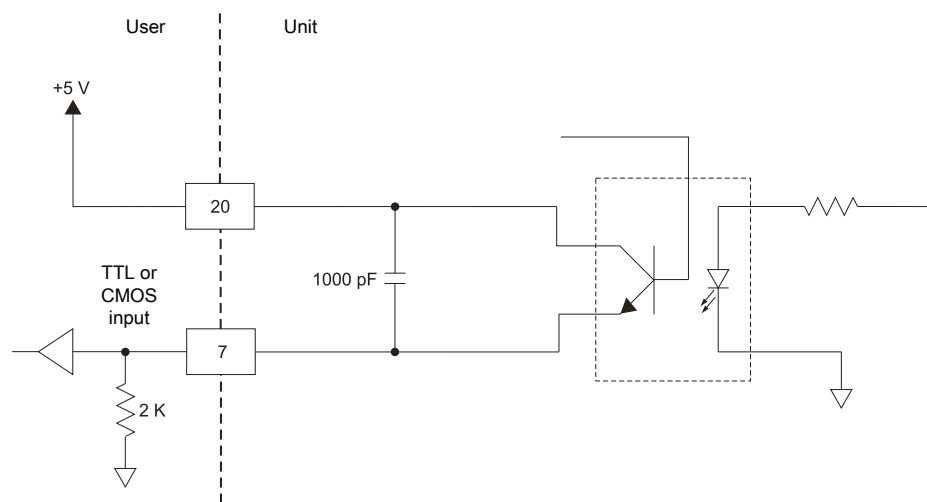 User
Unit
+5 V
20
1000 pF
TTL or
CMOS
input
7
2 K